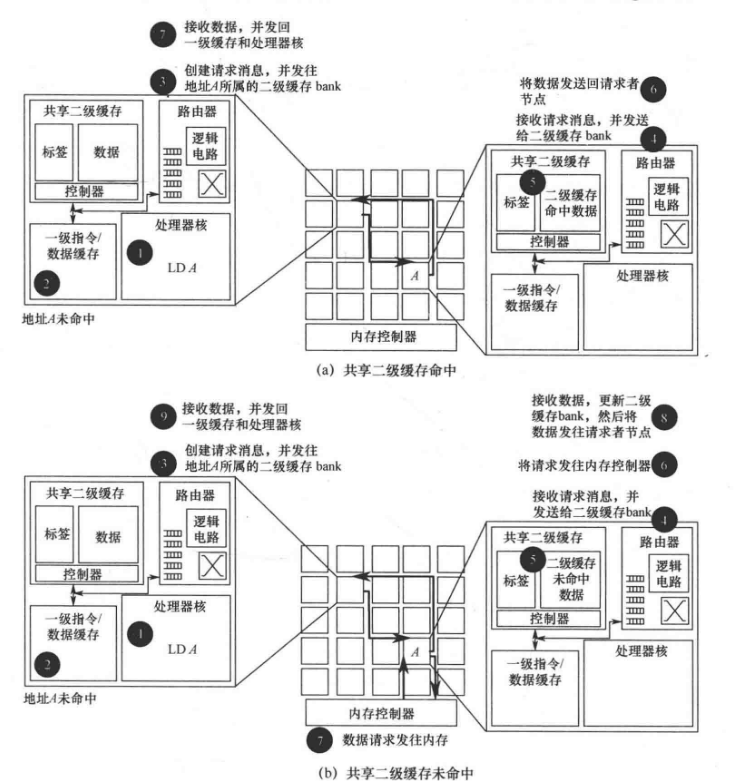 7 接收数据，并发回
一级缓存和处理器核
3 创建请求消息，并发往
地址A所属的二级缓存 bank
共享二级缓存
标签
数据
控制器
路由器
逻辑
电路
一级指令/
数据缓存
2
处理器核
1
LD A
地址A未命中
A
内存控制器
将数据发送回请求者
节点
6
接收请求消息，并发送
给二级缓存 bank
4
共享二级缓存
5
标签
二级缓存
命中数据
控制器
路由器
逻辑
电路
一级指令/
数据缓存
处理器核
(a) 共享二级缓存命中
9 接收数据，并发回
一级缓存和处理器核
3 创建请求消息，并发往
地址A所属的二级缓存 bank
共享二级缓存
标签
数据
控制器
路由器
逻辑
电路
一级指令/
数据缓存
2
处理器核
1
LD A
地址A未命中
A
内存控制器
7 数据请求发往内存
接收数据，更新二级
缓存bank，然后将
数据发往请求者节点
8
将请求发往内存控制器 6
接收请求消息，并
发送给二级缓存bank
4
共享二级缓存
5
标签
二级缓存
未命中
数据
控制器
路由器
逻辑
电路
一级指令/
数据缓存
处理器核
(b) 共享二级缓存未命中